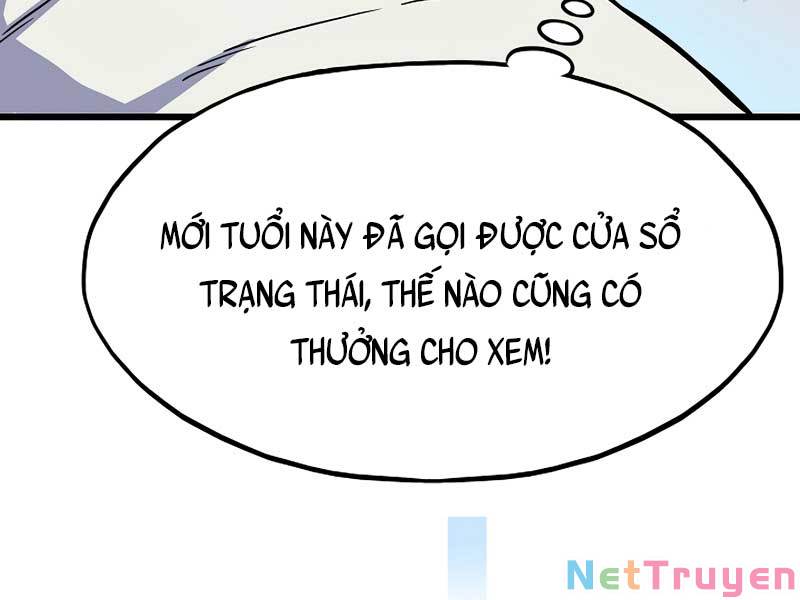 MỚI TUỔI NÀY ĐÃ GỌI ĐƯỢC CỬA SỔ
TRẠNG THÁI, THẾ NÀO CŨNG CÓ
THƯỞNG CHO XEM!
NetTruyen